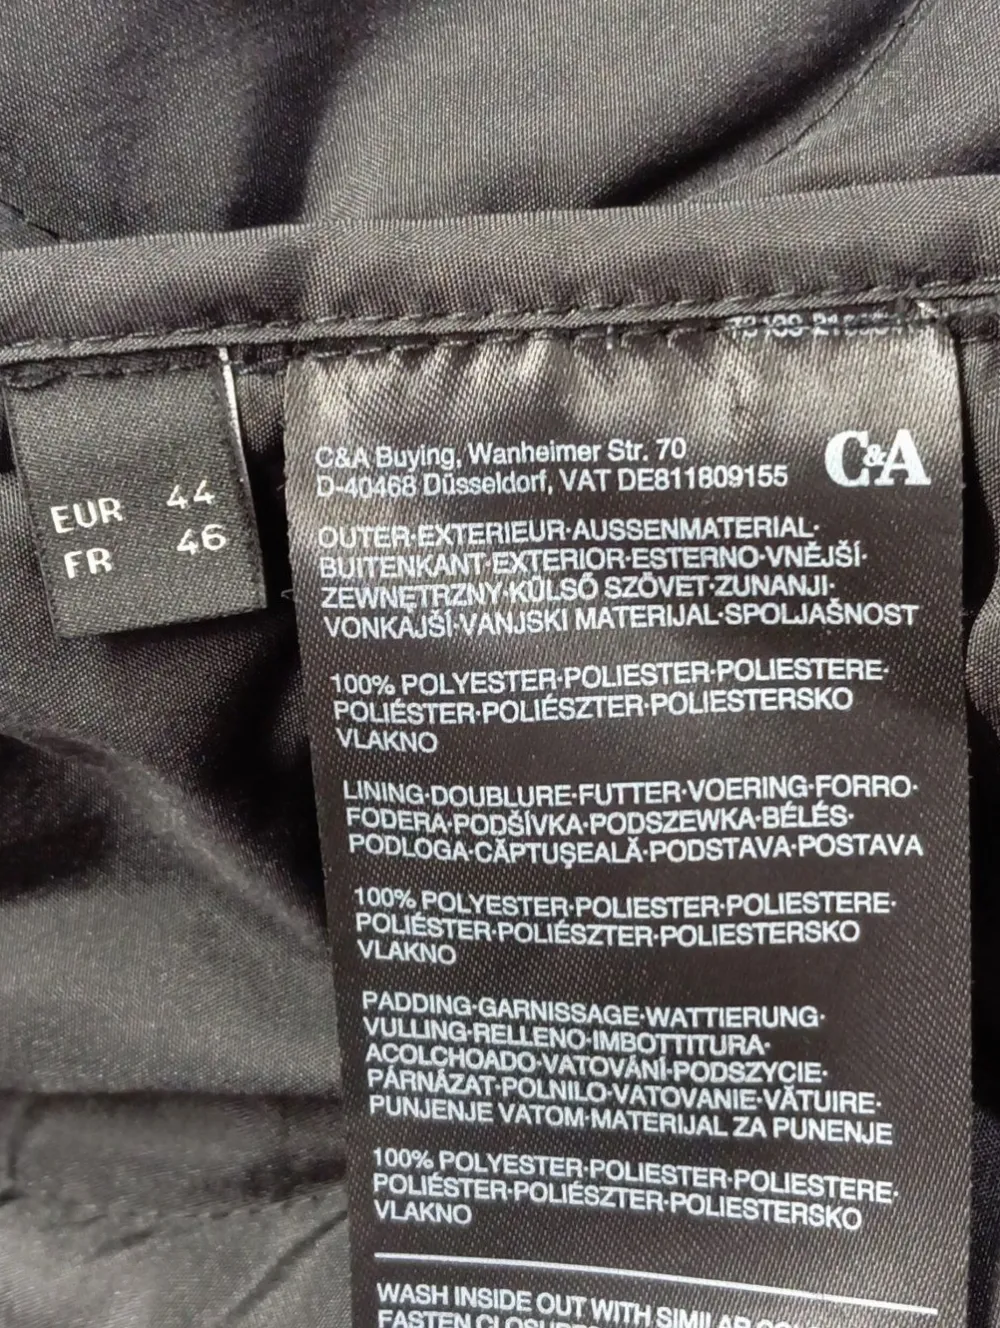 EUR 44
FR 46
C&A Buying, Wanheimer Str. 70
D-40468 Düsseldorf, VAT DE811809155
C&A
OUTER·EXTERIEUR·AUSSENMATERIAL·
BUITENKANT·EXTERIOR·ESTERNO·VNĚJŠÍ·
ZEWNĘTRZNY·KÜLSŐ SZÖVET·ZUNANJI·
VONKAJŠÍ·VANJSKI MATERIJAL·SPOLJAŠNOST
100% POLYESTER·POLIESTER·POLIESTERE·
POLIÉSTER·POLIÉSZTER·POLIESTERSKO
VLAKNO
LINING·DOUBLURE·FUTTER·VOERING·FORRO·
FODERA·PODŠÍVKA·PODSZEWKA·BÉLÉS·
PODLOGA·CĂPTUŞEALĂ·PODSTAVA·POSTAVA
100% POLYESTER·POLIESTER·POLIESTERE·
POLIÉSTER·POLIÉSZTER·POLIESTERSKO
VLAKNO
PADDING·GARNISSAGE·WATTIERUNG·
VULLING·RELLENO·IMBOTTITURA·
ACOLCHOADO·VATOVÁNÍ·PODSZYCIE·
PÁRNÁZAT·POLNILO·VATOVANIE·VĂTUIRE·
PUNJENJE VATOM·MATERIJAL ZA PUNENJE
100% POLYESTER·POLIESTER·POLIESTERE·
POLIÉSTER·POLIÉSZTER·POLIESTERSKO
VLAKNO
WASH INSIDE OUT WITH SIMILAR
FASTEN